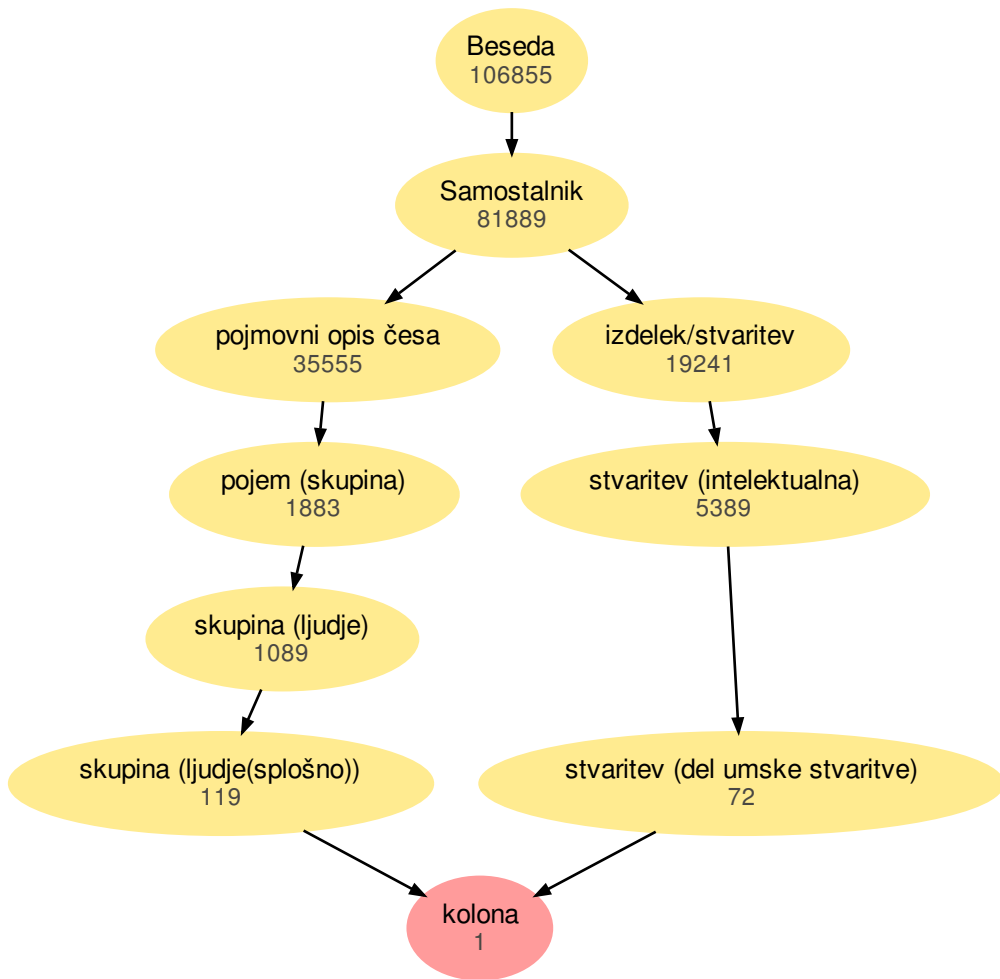 Beseda
106855
Samostalnik
81889
pojmovni opis česa
35555
izdelek/stvaritev
19241
pojem (skupina)
1883
stvaritev (intelektualna)
5389
skupina (ljudje)
1089
skupina (ljudje(splošno))
119
stvaritev (del umske stvaritve)
72
kolona
1